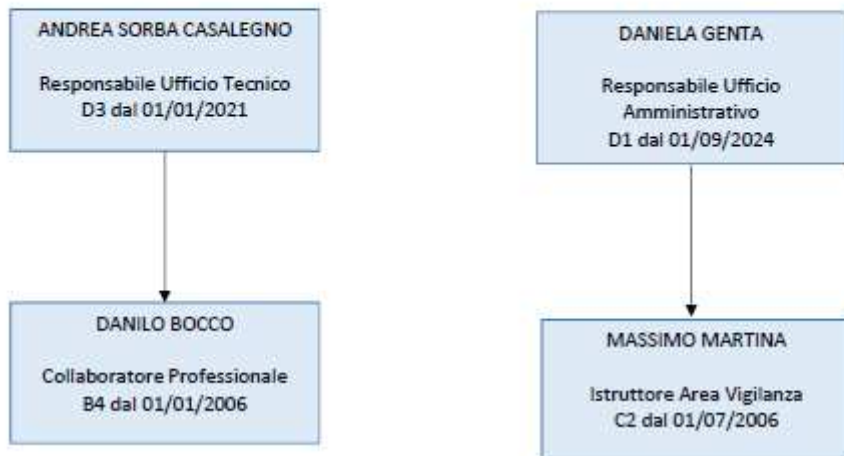 ANDREA SORBA CASALEGNO
Responsabile Ufficio Tecnico
D3 dal 01/01/2021
DANIELA GENTA
Responsabile Ufficio
Amministrativo
D1 dal 01/09/2024
DANILO BOCCO
Collaboratore Professionale
B4 dal 01/01/2006
MASSIMO MARTINA
Istruttore Area Vigilanza
C2 dal 01/07/2006